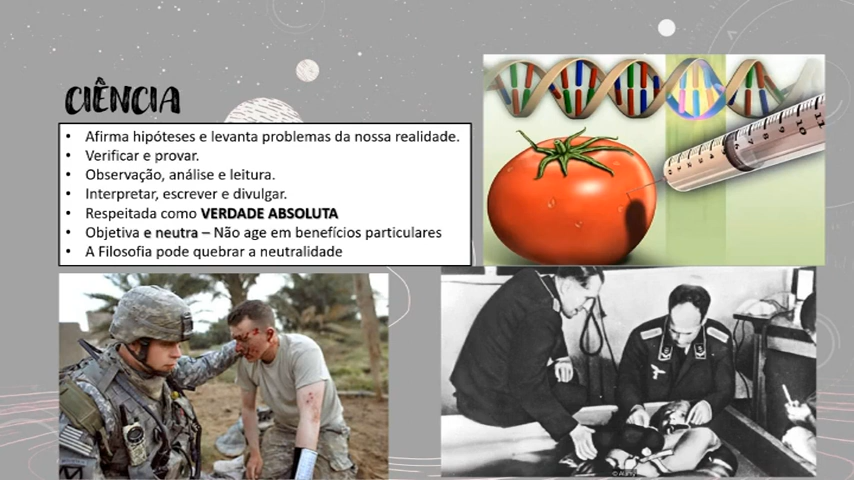 CIÊNCIA
• Afirma hipóteses e levanta problemas da nossa realidade.
• Verificar e provar.
• Observação, análise e leitura.
• Interpretar, escrever e divulgar.
• Respeitada como VERDADE ABSOLUTA
• Objetiva e neutra – Não age em benefícios particulares
• A Filosofia pode quebrar a neutralidade